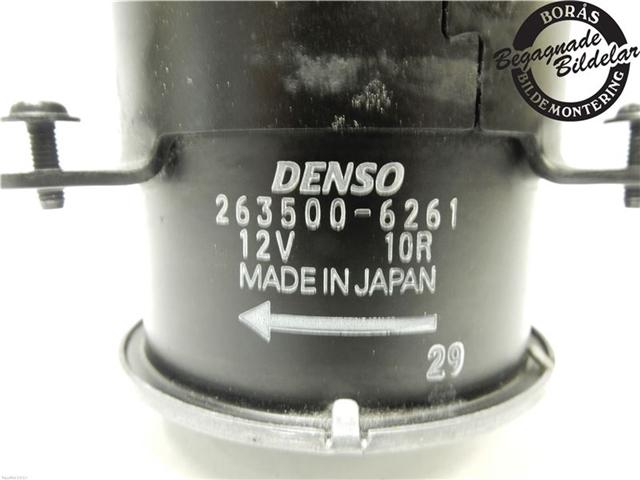 BORÅS
Begagnade
Bildelar
BILDEMONTERING
DENSO
263500-6261
12V 10R
MADE IN JAPAN
29